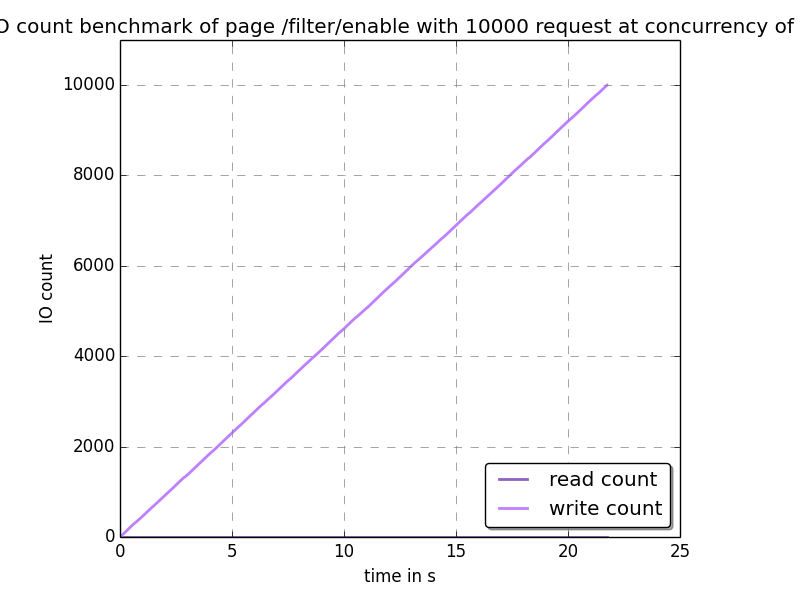 O count benchmark of page /filter/enable with 10000 request at concurrency of
10000
8000
6000
4000
2000
0
IO count
read count
write count
0 5 10 15 20 25
time in s